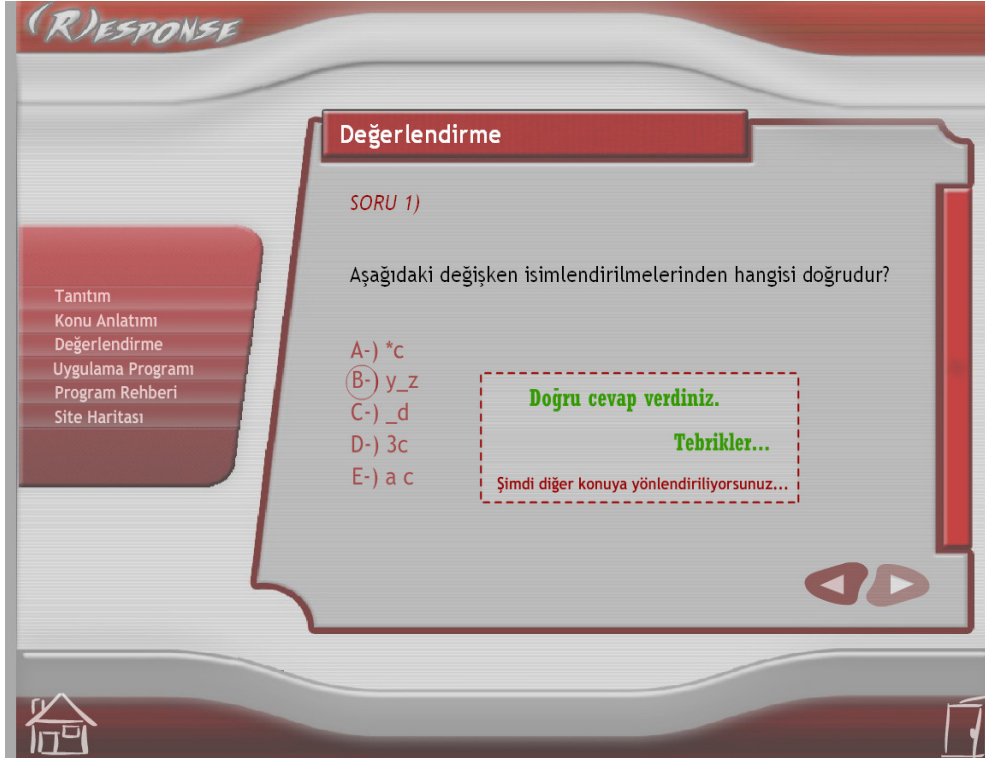 (R)ESPONSE
Değerlendirme
SORU 1)
Aşağıdaki değişken isimlendirilmelerinden hangisi doğrudur?
Tanıtım
Konu Anlatımı
Değerlendirme
Uygulama Programı
Program Rehberi
Site Haritası
A-) *c
B-) y_z
C-) _d
D-) 3c
E-) a c
Doğru cevap verdiniz.
Tebrikler...
Şimdi diğer konuya yönlendiriliyorsunuz...